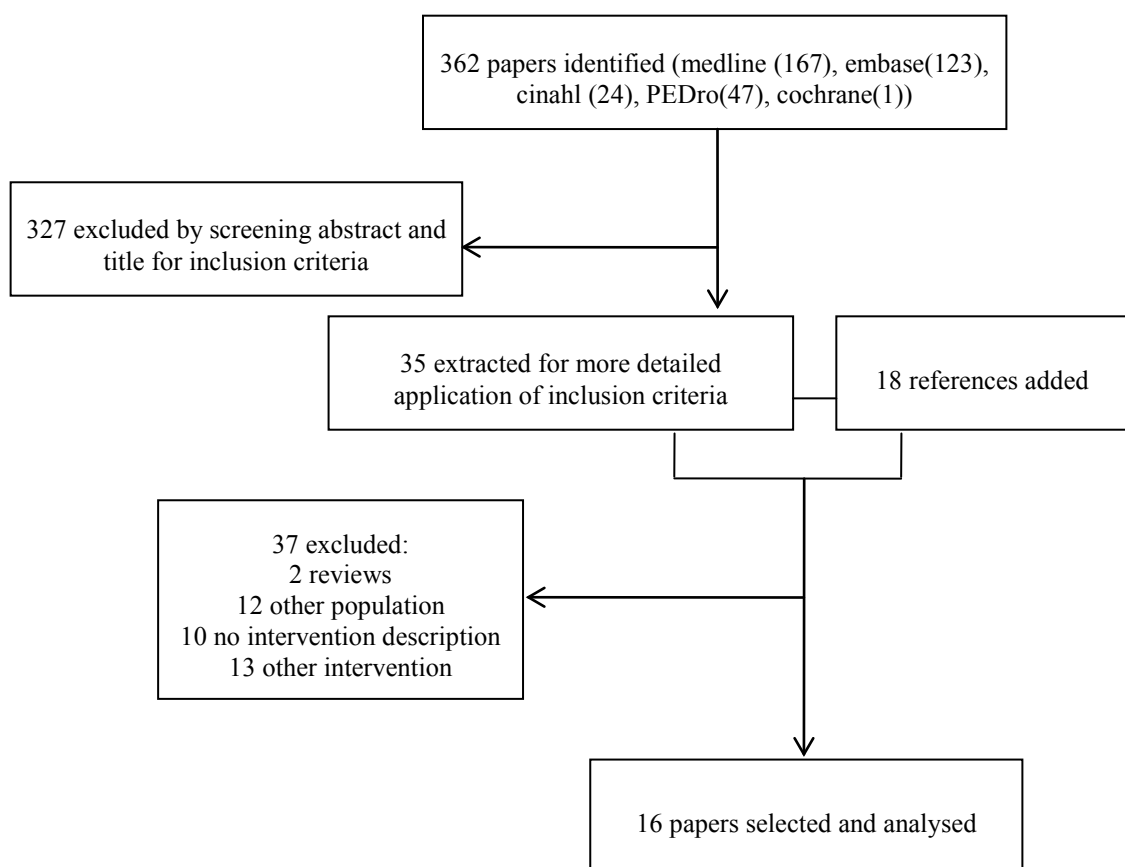 362 papers identified (medline (167), embase(123),
cinahl (24), PEDro(47), cochrane(1))
327 excluded by screening abstract and
title for inclusion criteria
35 extracted for more detailed
application of inclusion criteria
18 references added
37 excluded:
2 reviews
12 other population
10 no intervention description
13 other intervention
16 papers selected and analysed